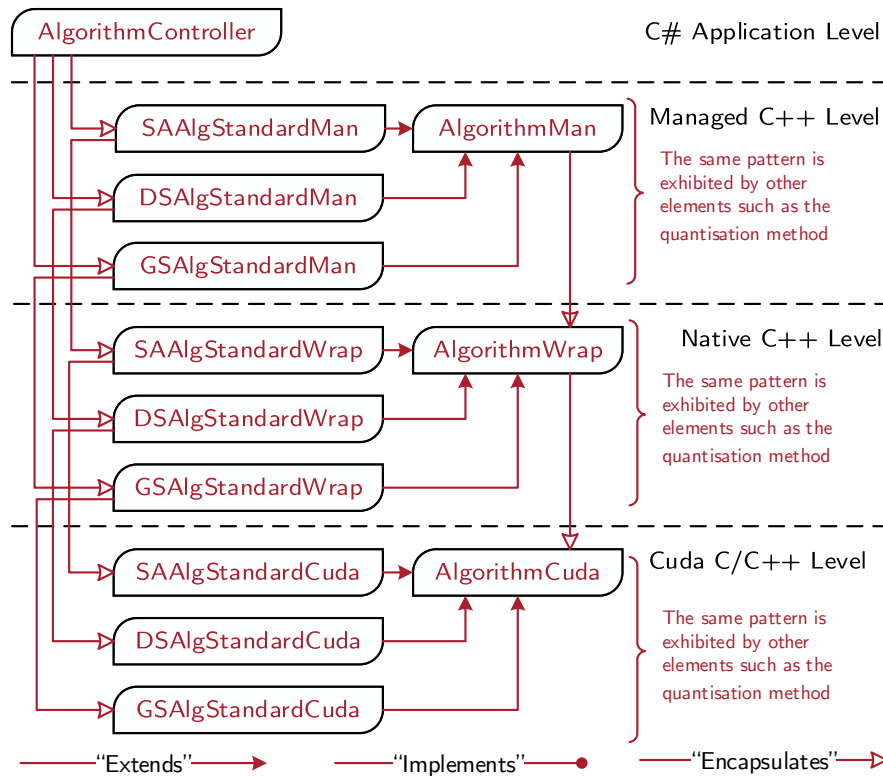 AlgorithmController
C# Application Level
SAAlgStandardMan
AlgorithmMan
Managed C++ Level
DSAlgStandardMan
GSAlgStandardMan
The same pattern is
exhibited by other
elements such as the
quantisation method
SAAlgStandardWrap
AlgorithmWrap
Native C++ Level
DSAlgStandardWrap
GSAlgStandardWrap
The same pattern is
exhibited by other
elements such as the
quantisation method
SAAlgStandardCuda
AlgorithmCuda
Cuda C/C++ Level
DSAlgStandardCuda
GSAlgStandardCuda
The same pattern is
exhibited by other
elements such as the
quantisation method
“Extends”
“Implements”
“Encapsulates”